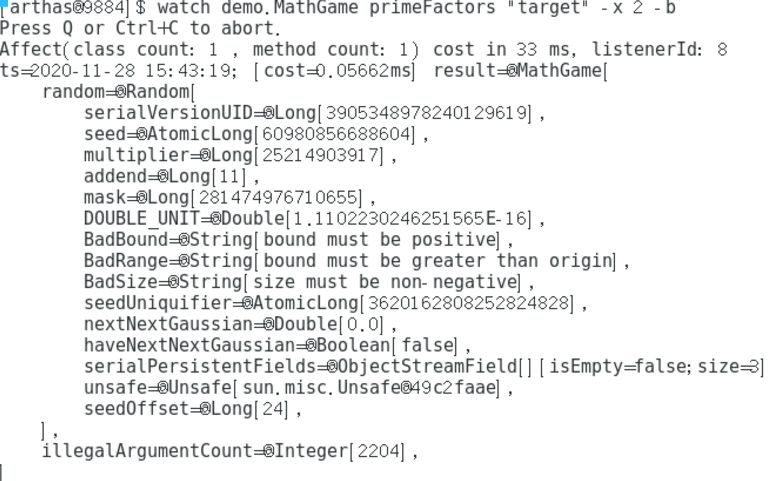 [arthas@9884]$ watch demo.MathGame primeFactors "target" -x 2 -b
Press Q or Ctrl+C to abort.
Affect(class count: 1 , method count: 1) cost in 33 ms, listenerId: 8
ts=2020-11-28 15:43:19; [cost=0.05662ms] result=@MathGame[
    random=@Random[
        serialVersionUID=@Long[3905348978240129619],
        seed=@AtomicLong[60980856688604],
        multiplier=@Long[25214903917],
        addend=@Long[11],
        mask=@Long[281474976710655],
        DOUBLE_UNIT=@Double[1.1102230246251565E-16],
        BadBound=@String[bound must be positive],
        BadRange=@String[bound must be greater than origin],
        BadSize=@String[size must be non-negative],
        seedUniquifier=@AtomicLong[3620162808252824828],
        nextNextGaussian=@Double[0.0],
        haveNextNextGaussian=@Boolean[false],
        serialPersistentFields=@ObjectStreamField[][isEmpty=false;size=3]
        unsafe=@Unsafe[sun.misc.Unsafe@49c2faae],
        seedOffset=@Long[24],
    ],
    illegalArgumentCount=@Integer[2204],